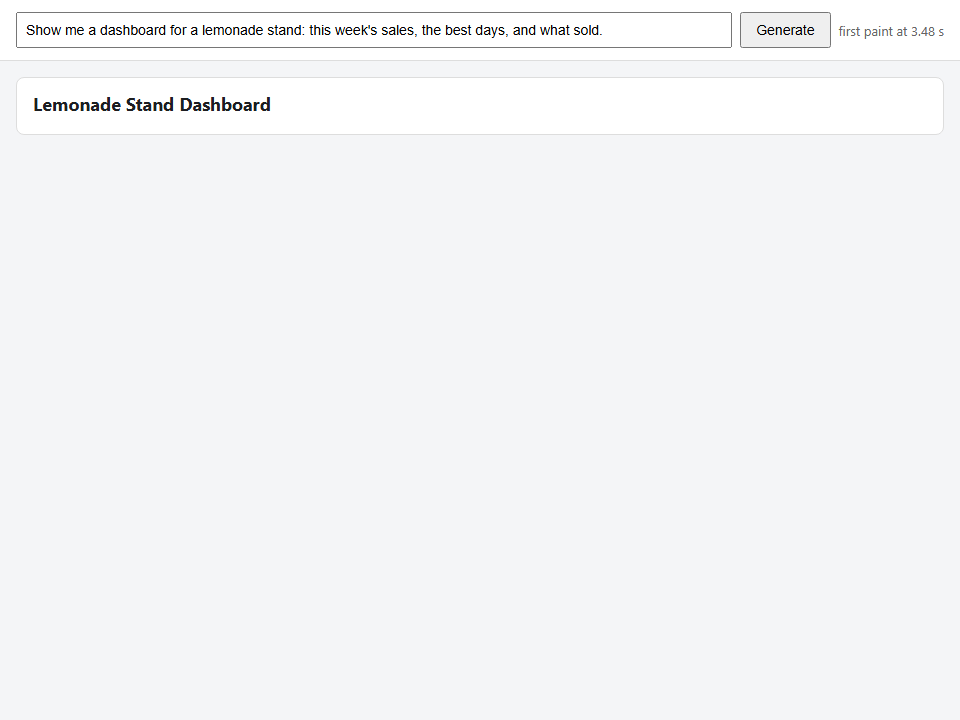 Show me a dashboard for a lemonade stand: this week's sales, the best days, and what sold.
Generate
first paint at 3.48 s
Lemonade Stand Dashboard